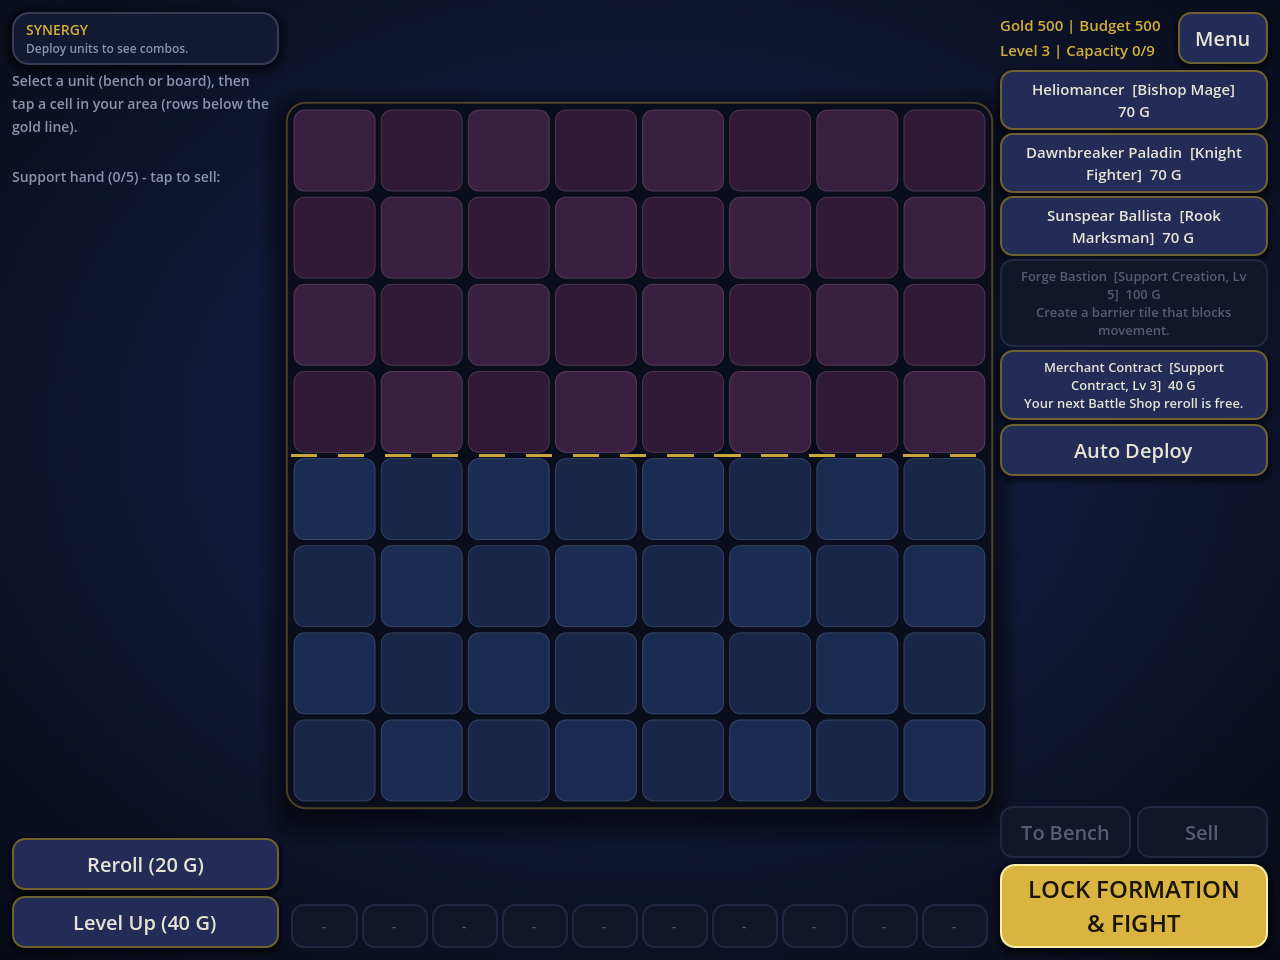 SYNERGY
Deploy units to see combos.
Select a unit (bench or board), then
tap a cell in your area (rows below the
gold line).
Support hand (0/5) - tap to sell:
Gold 500 | Budget 500
Level 3 | Capacity 0/9
Menu
Heliomancer [Bishop Mage]
70 G
Dawnbreaker Paladin [Knight
Fighter] 70 G
Sunspear Ballista [Rook
Marksman] 70 G
Forge Bastion [Support Creation, Lv
5] 100 G
Create a barrier tile that blocks
movement.
Merchant Contract [Support
Contract, Lv 3] 40 G
Your next Battle Shop reroll is free.
Auto Deploy
To Bench
Sell
LOCK FORMATION
& FIGHT
Reroll (20 G)
Level Up (40 G)
- - - - - - - - - -